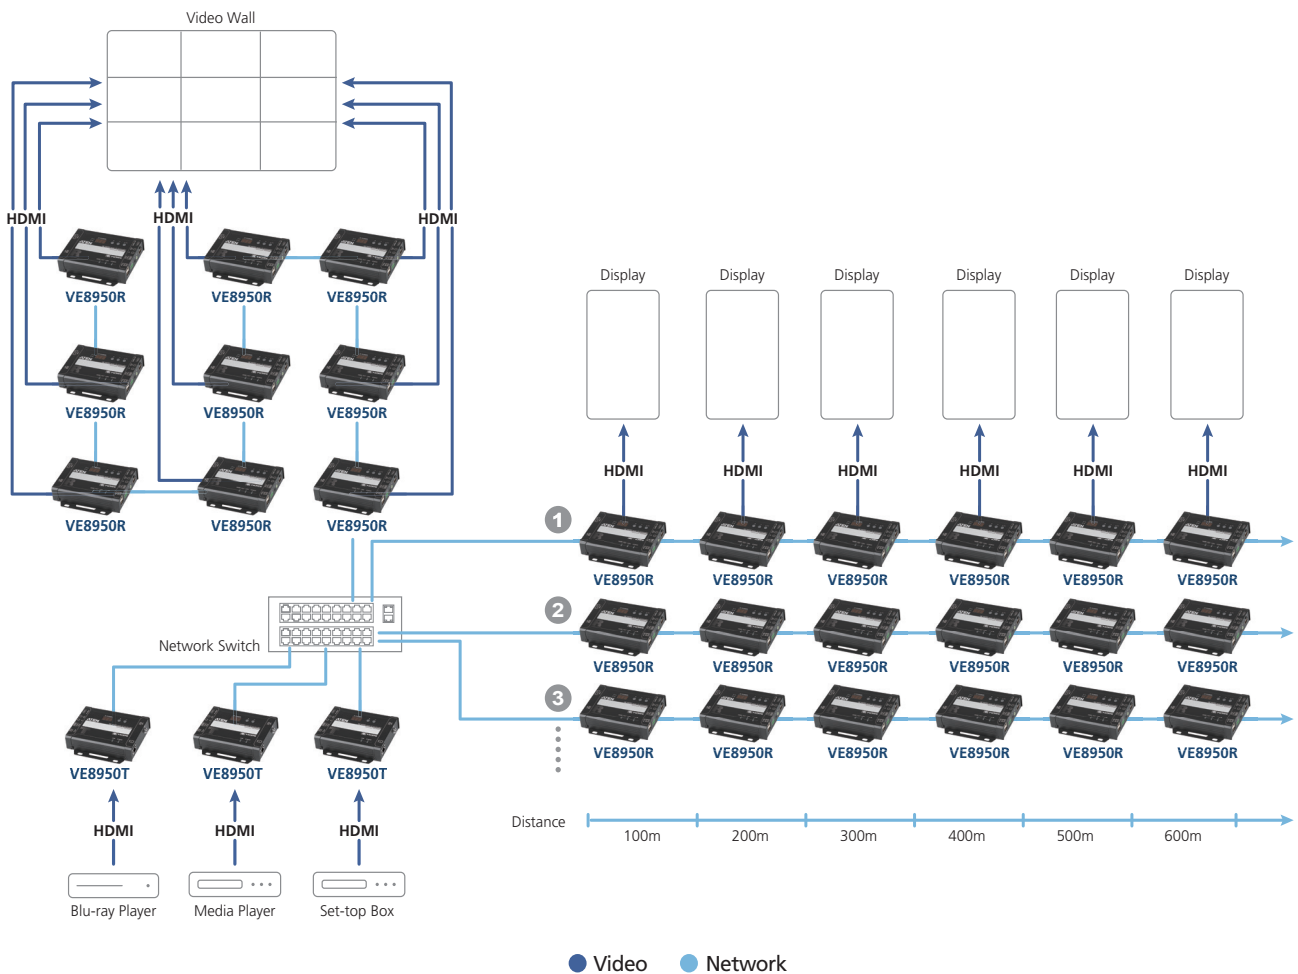 Video Wall
HDMI HDMI HDMI
VE8950R VE8950R VE8950R
VE8950R VE8950R VE8950R
VE8950R VE8950R VE8950R
Display Display Display Display Display Display
HDMI HDMI HDMI HDMI HDMI HDMI
1
VE8950R VE8950R VE8950R VE8950R VE8950R VE8950R
2
VE8950R VE8950R VE8950R VE8950R VE8950R VE8950R
3
VE8950R VE8950R VE8950R VE8950R VE8950R VE8950R
Network Switch
VE8950T VE8950T VE8950T
HDMI HDMI HDMI
Blu-ray Player Media Player Set-top Box
Distance
100m 200m 300m 400m 500m 600m
Video Network